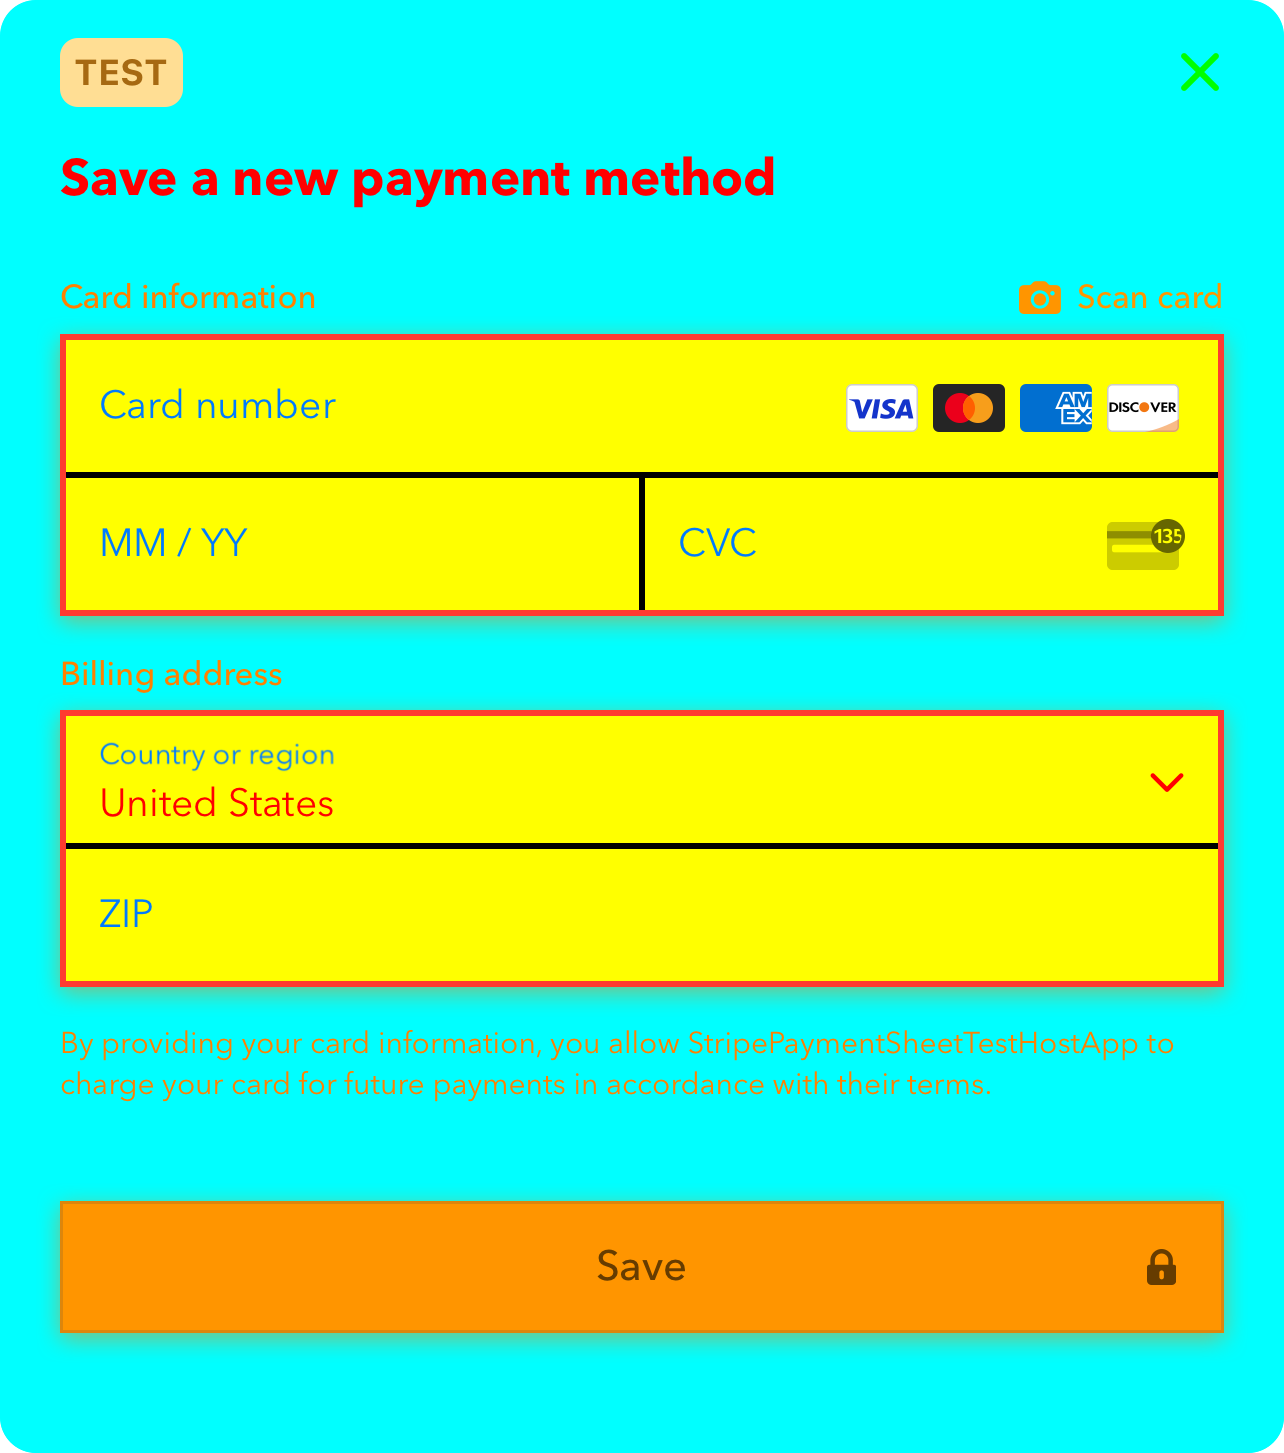 TEST
Save a new payment method
Card information
Scan card
Card number
VISA
AM
EX
DISCOVER
MM / YY
CVC
135
Billing address
Country or region
United States
ZIP
By providing your card information, you allow StripePaymentSheetTestHostApp to
charge your card for future payments in accordance with their terms.
Save